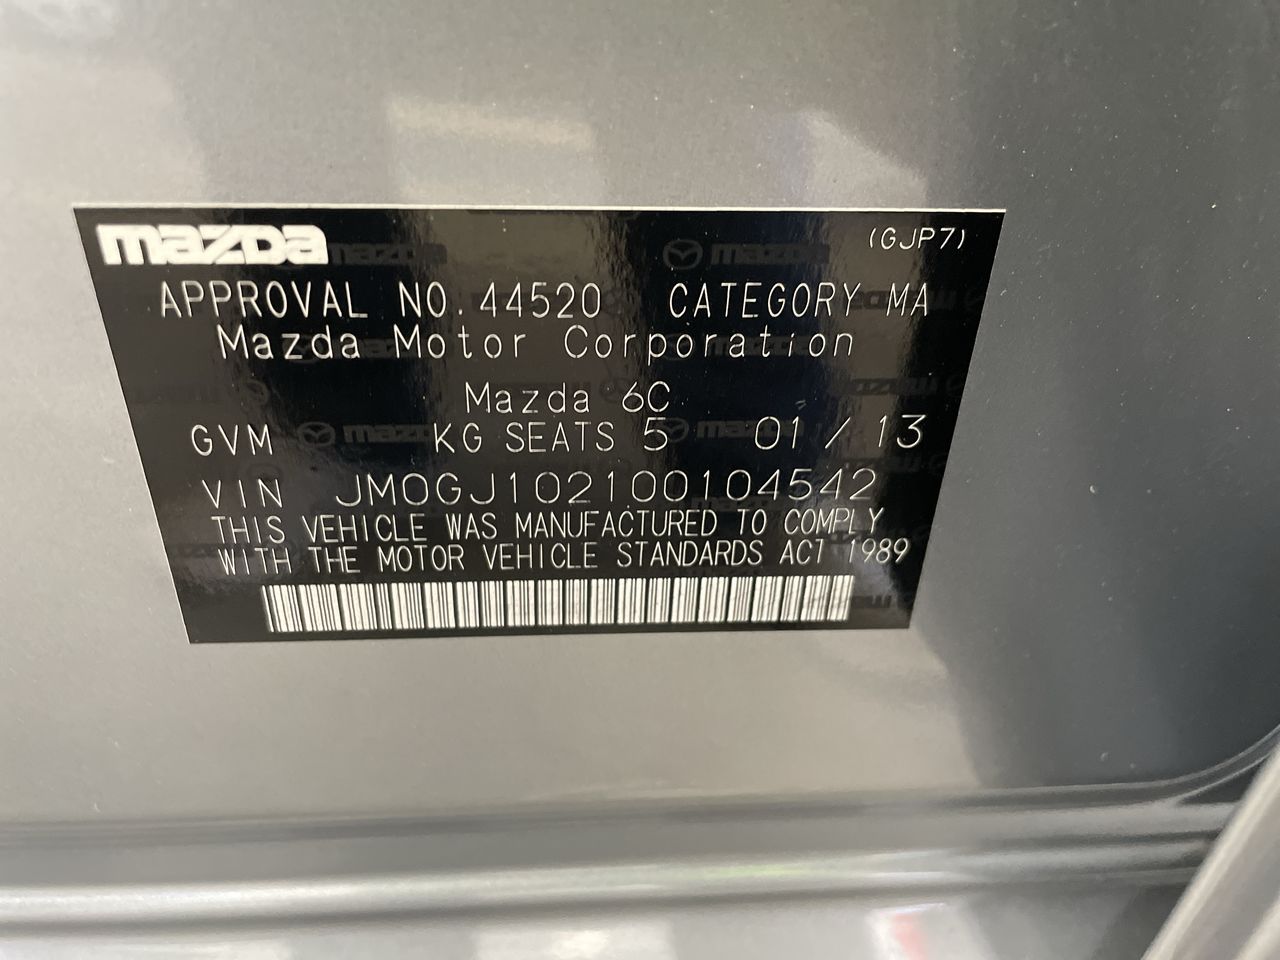 mazda (GJP7)
APPROVAL NO.44520 CATEGORY MA
Mazda Motor Corporation
Mazda 6C
GVM KG SEATS 5 01 / 13
VIN JM0GJ102100104542
THIS VEHICLE WAS MANUFACTURED TO COMPLY
WITH THE MOTOR VEHICLE STANDARDS ACT 1989